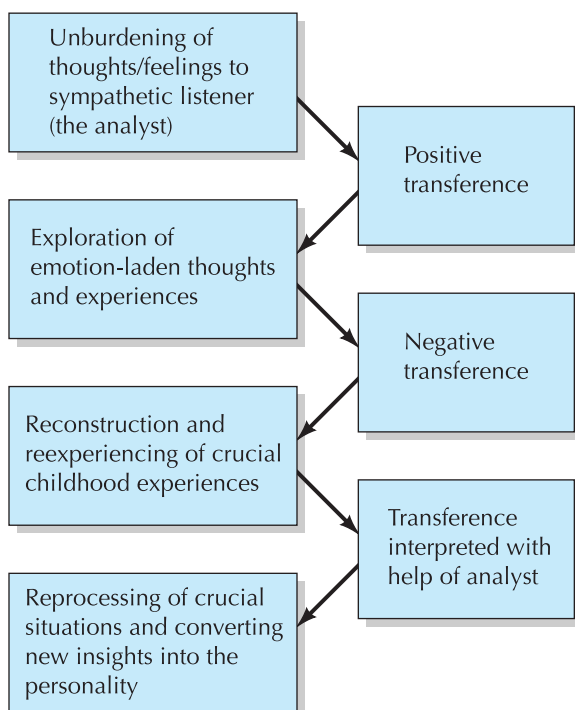 Unburdening of
thoughts/feelings to
sympathetic listener
(the analyst)
Positive
transference
Exploration of
emotion-laden thoughts
and experiences
Negative
transference
Reconstruction and
reexperiencing of crucial
childhood experiences
Transference
interpreted with
help of analyst
Reprocessing of crucial
situations and converting
new insights into the
personality